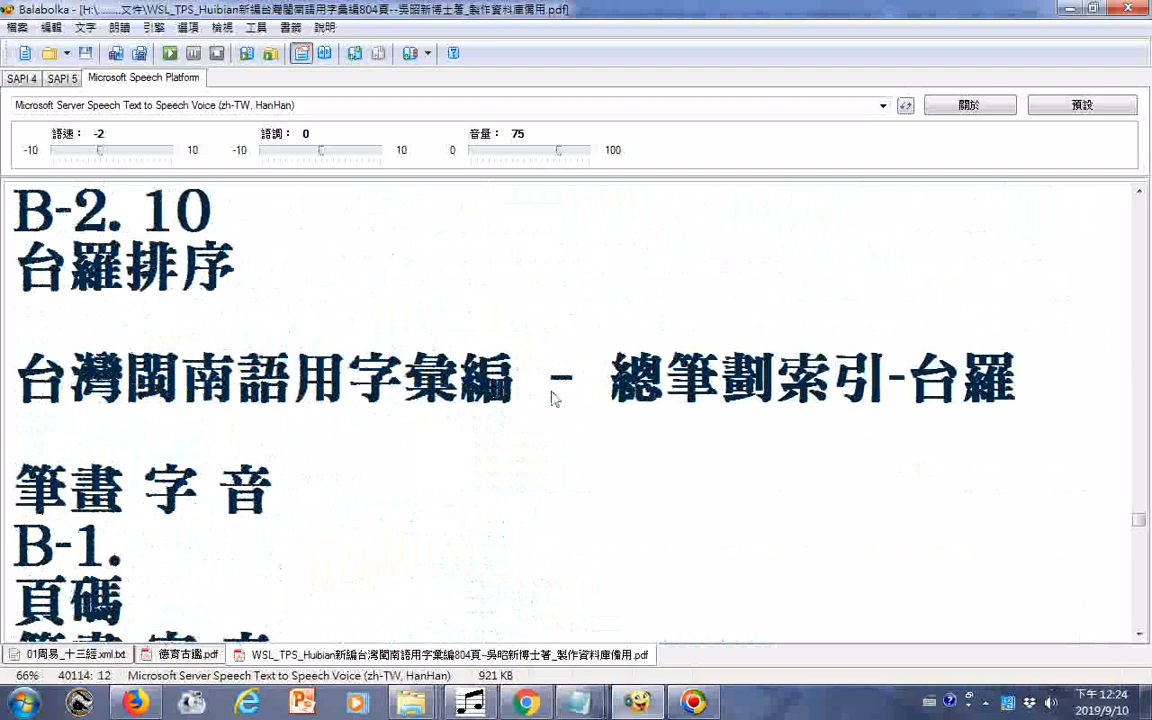 Balabolka - [H:\........文件\WSL_TPS_Huibian新編台灣閩南語用字彙編804頁--吳昭新博士著_製作資料庫備用.pdf]
檔案 編輯 文字 朗讀 引擎 選項 檢視 工具 書籤 說明
SAPI 4 SAPI 5 Microsoft Speech Platform
Microsoft Server Speech Text to Speech Voice (zh-TW, HanHan) 關於 預設
語速： -2 語調： 0 音量： 75
-10 10 -10 10 0 100
B-2. 10
台羅排序
台灣閩南語用字彙編 - 總筆劃索引-台羅
筆畫 字 音
B-1.
頁碼
筆畫 字 音
01周易_十三經.xml.txt 德育古鑑.pdf WSL_TPS_Huibian新編台灣閩南語用字彙編804頁--吳昭新博士著_製作資料庫備用.pdf
66% 40114: 12 Microsoft Server Speech Text to Speech Voice (zh-TW, HanHan) 921 KB
下午 12:24
2019/9/10